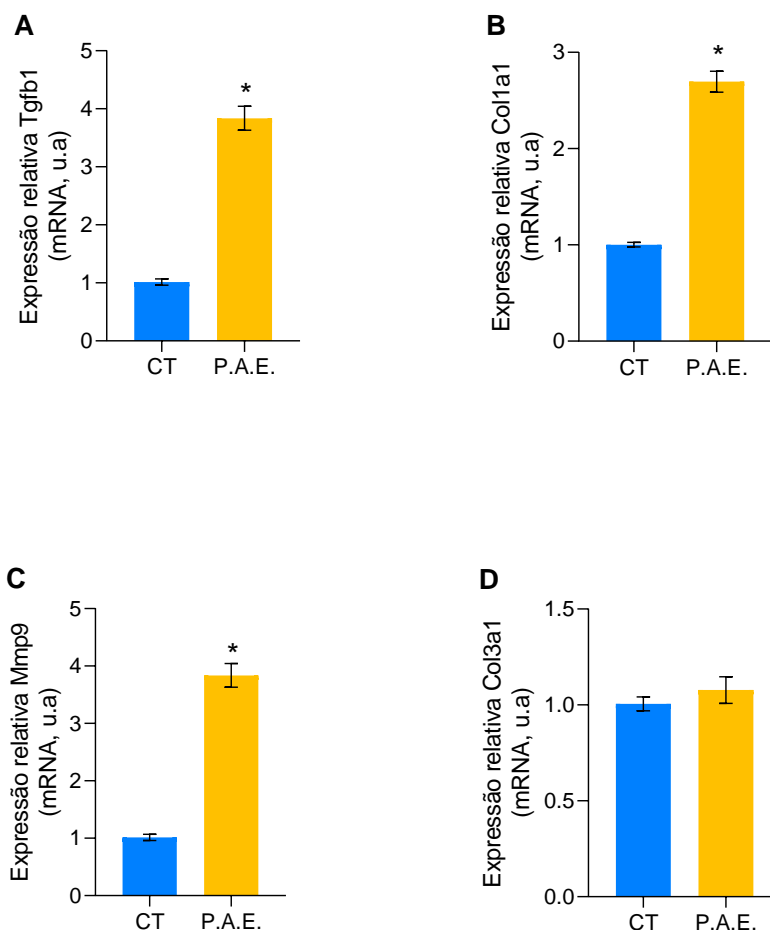 A
Expressão relativa Tgfb1
(mRNA, u.a)
5
4
3
2
1
0
*
CT
P.A.E.
B
Expressão relativa Col1a1
(mRNA, u.a)
3
2
1
0
*
CT
P.A.E.
C
Expressão relativa Mmp9
(mRNA, u.a)
5
4
3
2
1
0
*
CT
P.A.E.
D
Expressão relativa Col3a1
(mRNA, u.a)
1.5
1.0
0.5
0.0
CT
P.A.E.